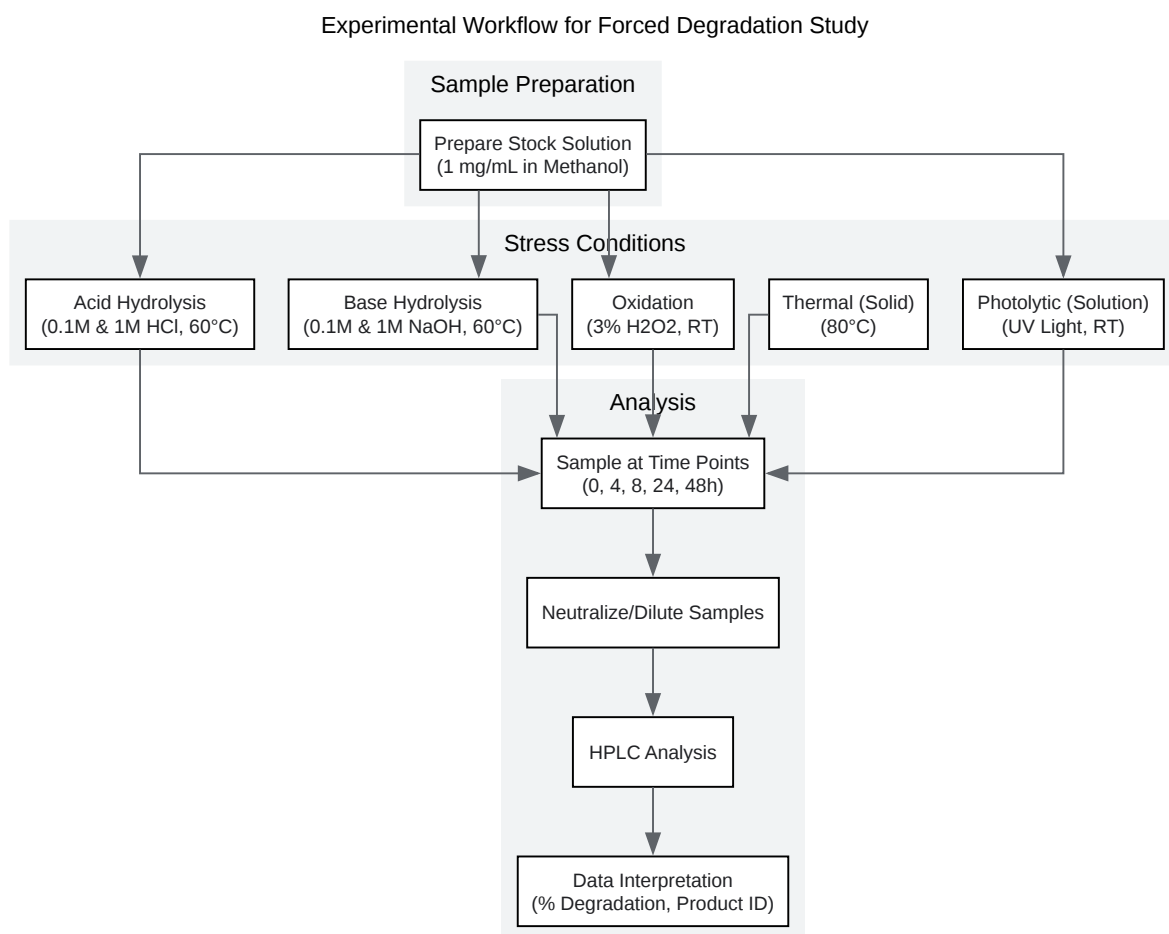 Experimental Workflow for Forced Degradation Study
Sample Preparation
Prepare Stock Solution
(1 mg/mL in Methanol)
Stress Conditions
Acid Hydrolysis
(0.1M & 1M HCl, 60°C)
Base Hydrolysis
(0.1M & 1M NaOH, 60°C)
Oxidation
(3% H2O2, RT)
Thermal (Solid)
(80°C)
Photolytic (Solution)
(UV Light, RT)
Analysis
Sample at Time Points
(0, 4, 8, 24, 48h)
Neutralize/Dilute Samples
HPLC Analysis
Data Interpretation
(% Degradation, Product ID)